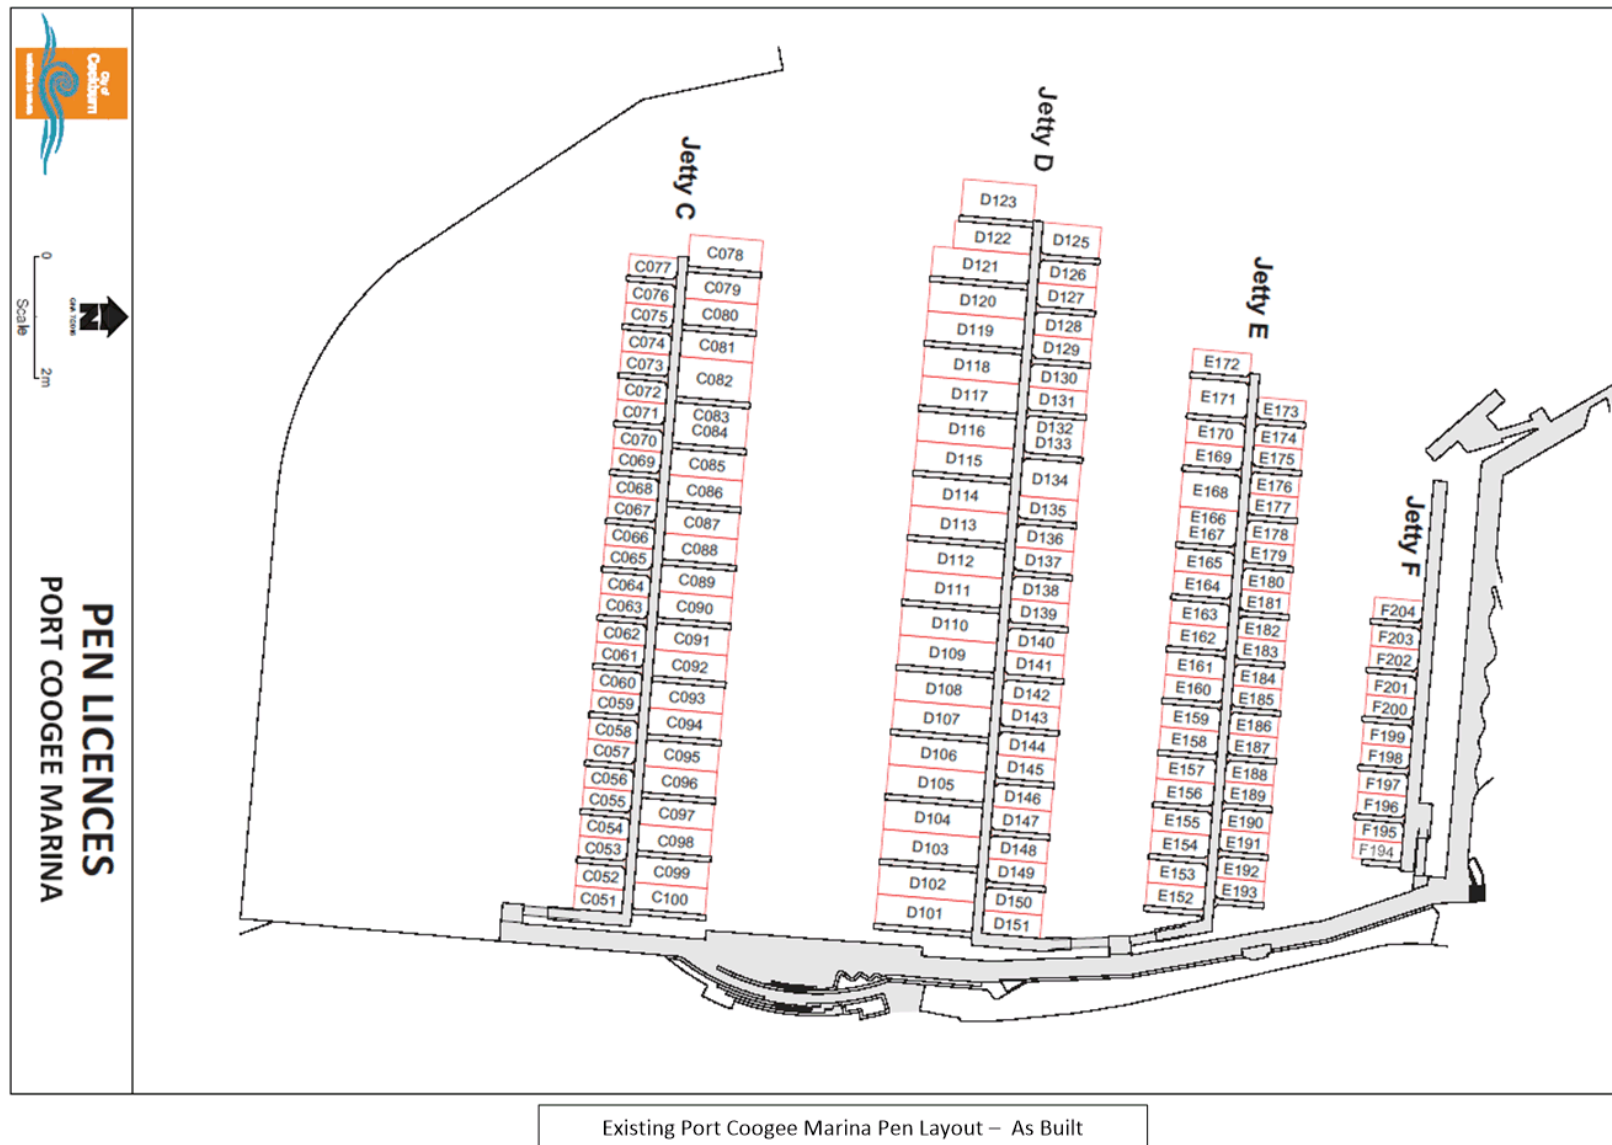 City of
Cockburn
wetlands to waves
0
2m
Scale
N
PEN LICENCES
PORT COOGEE MARINA
Jetty C
C077
C076
C075
C074
C073
C072
C071
C070
C069
C068
C067
C066
C065
C064
C063
C062
C061
C060
C059
C058
C057
C056
C055
C054
C053
C052
C051
C078
C079
C080
C081
C082
C083
C084
C085
C086
C087
C088
C089
C090
C091
C092
C093
C094
C095
C096
C097
C098
C099
C100
Jetty D
D123
D122
D121
D120
D119
D118
D117
D116
D115
D114
D113
D112
D111
D110
D109
D108
D107
D106
D105
D104
D103
D102
D101
D125
D126
D127
D128
D129
D130
D131
D132
D133
D134
D135
D136
D137
D138
D139
D140
D141
D142
D143
D144
D145
D146
D147
D148
D149
D150
D151
Jetty E
E172
E171
E170
E169
E168
E166
E167
E165
E164
E163
E162
E161
E160
E159
E158
E157
E156
E155
E154
E153
E152
E173
E174
E175
E176
E177
E178
E179
E180
E181
E182
E183
E184
E185
E186
E187
E188
E189
E190
E191
E192
E193
Jetty F
F204
F203
F202
F201
F200
F199
F198
F197
F196
F195
F194
Existing Port Coogee Marina Pen Layout – As Built